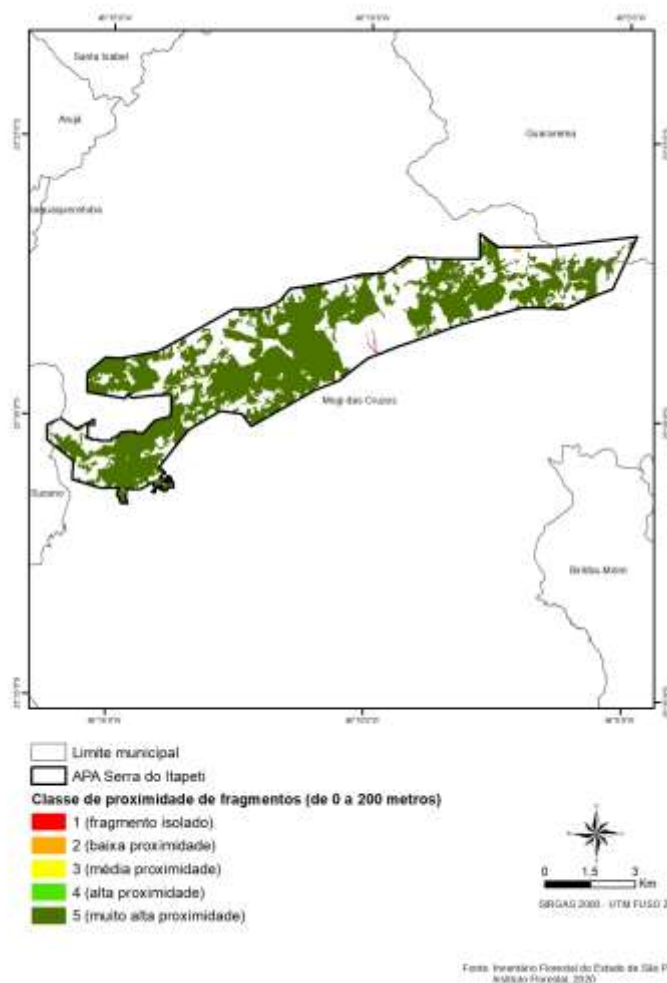 Santa Isabel
Arujá
Guararema
Itaquaquecetuba
Mogi das Cruzes
Suzano
Biritiba-Mirim
Limite municipal
APA Serra do Itapeti
Classe de proximidade de fragmentos (de 0 a 200 metros)
1 (fragmento isolado)
2 (baixa proximidade)
3 (média proximidade)
4 (alta proximidade)
5 (muito alta proximidade)
0 1,5 3
Km
SIRGAS 2000 - UTM FUSO 2
Fonte: Inventário Florestal do Estado de São P
Instituto Florestal, 2020